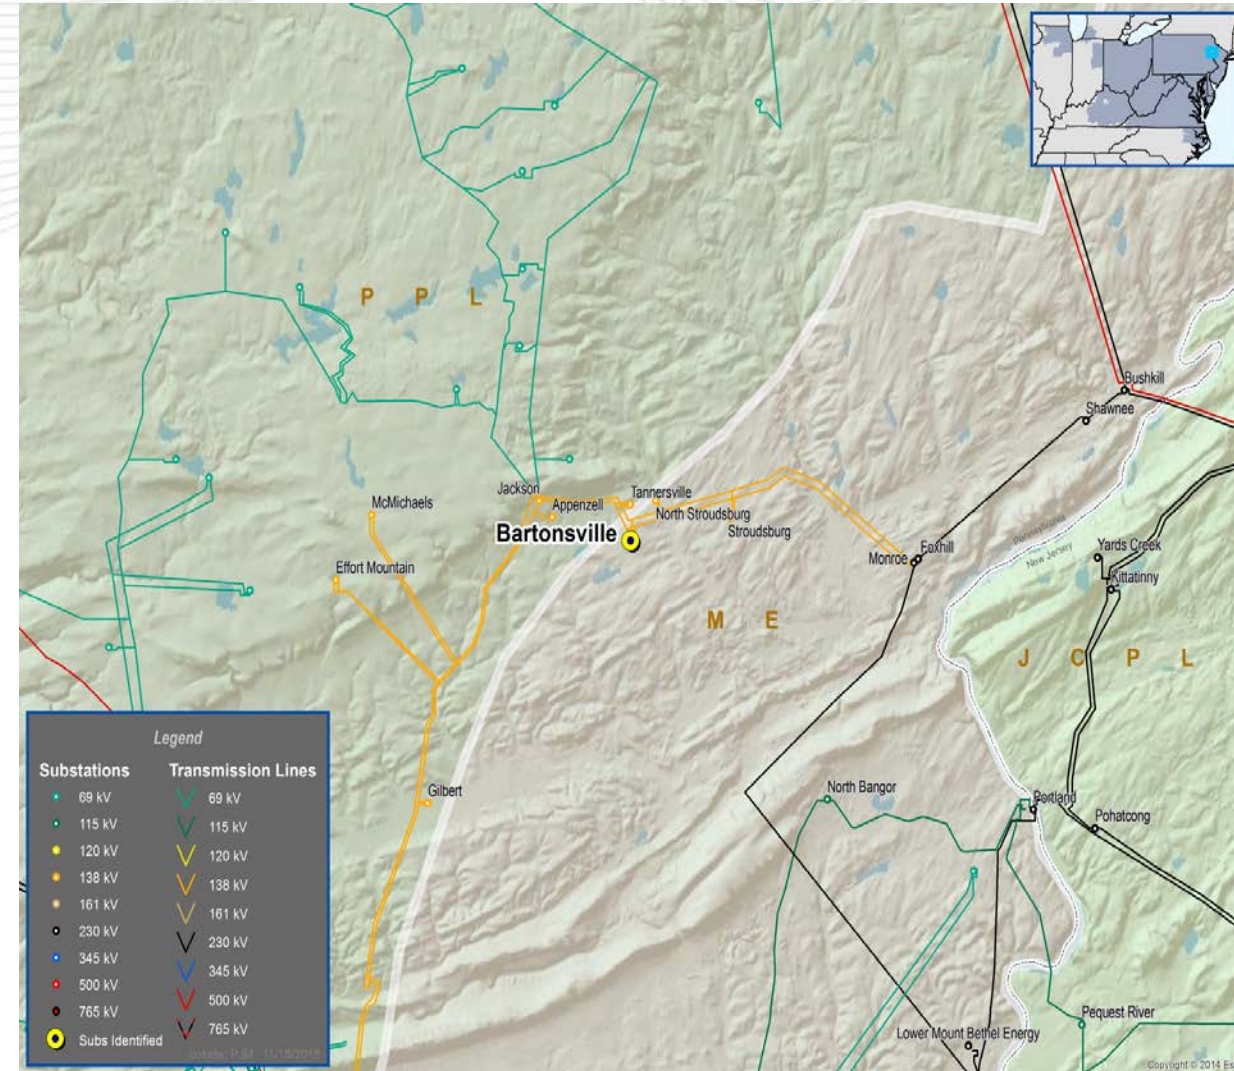 P P L
Bushkill
Shawnee
McMichaels
Jackson
Appenzell
Tannersville
North Stroudsburg
Stroudsburg
Bartonsville
Effort Mountain
Monroe
Foxhill
Pennsylvania
New Jersey
Yards Creek
Kittatinny
M E
J C P L
Gilbert
North Bangor
Portland
Pohatcong
Pequest River
Lower Mount Bethel Energy
Legend
Substations
69 kV
115 kV
120 kV
138 kV
161 kV
230 kV
345 kV
500 kV
765 kV
Subs Identified
Transmission Lines
69 kV
115 kV
120 kV
138 kV
161 kV
230 kV
345 kV
500 kV
765 kV
Copyright © 2014 Es